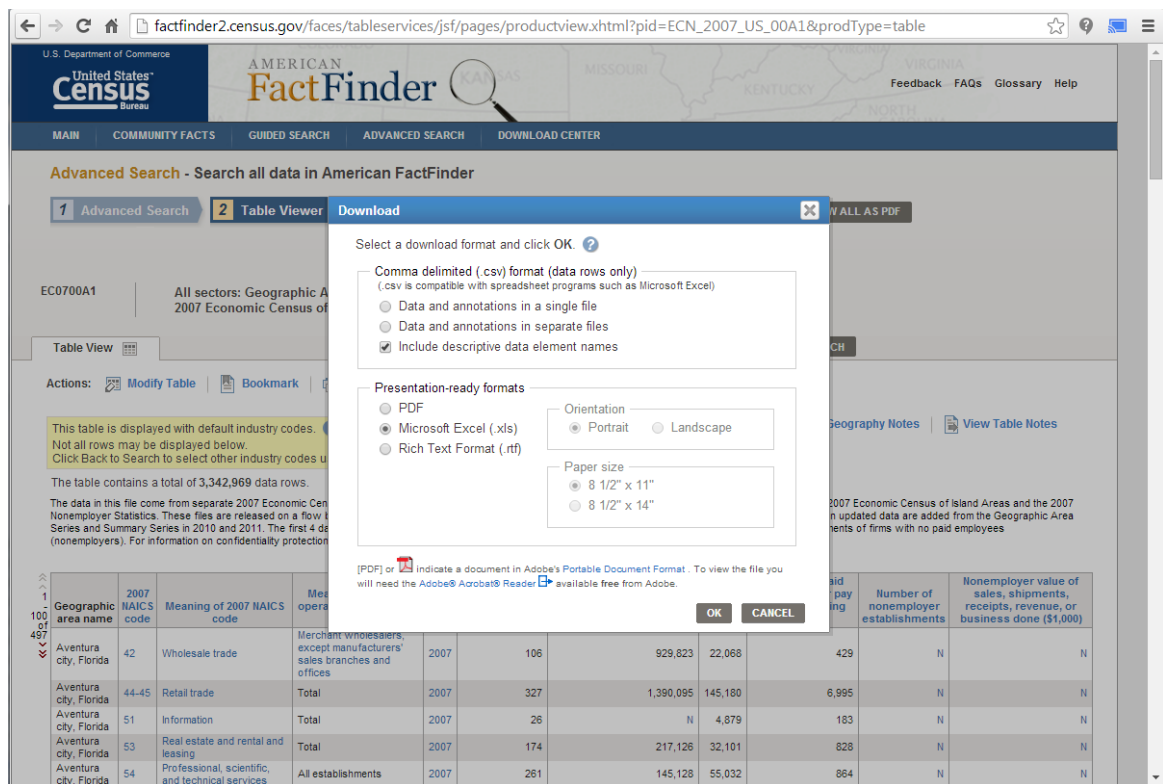 factfinder2.census.gov/faces/tableservices/jsf/pages/productview.xhtml?pid=ECN_2007_US_00A1&prodType=table
U.S. Department of Commerce
United States™
Census
Bureau
AMERICAN
FactFinder
COLORADO
KANSAS
MISSOURI
KENTUCKY
VIRGINIA
NORTH
Feedback FAQs Glossary Help
MAIN COMMUNITY FACTS GUIDED SEARCH ADVANCED SEARCH DOWNLOAD CENTER
Advanced Search - Search all data in American FactFinder
1 Advanced Search 2 Table Viewer
W ALL AS PDF
Download
Select a download format and click OK.
Comma delimited (.csv) format (data rows only)
(.csv is compatible with spreadsheet programs such as Microsoft Excel)
Data and annotations in a single file
Data and annotations in separate files
Include descriptive data element names
Presentation-ready formats
PDF
Microsoft Excel (.xls)
Rich Text Format (.rtf)
Orientation
Portrait Landscape
Paper size
8 1/2" x 11"
8 1/2" x 14"
[PDF] or indicate a document in Adobe's Portable Document Format . To view the file you
will need the Adobe® Acrobat® Reader available free from Adobe.
OK CANCEL
EC0700A1
All sectors: Geographic A
2007 Economic Census of
Table View
CH
Actions: Modify Table Bookmark
Geography Notes View Table Notes
This table is displayed with default industry codes.
Not all rows may be displayed below.
Click Back to Search to select other industry codes u
The table contains a total of 3,342,969 data rows.
The data in this file come from separate 2007 Economic Cen 2007 Economic Census of Island Areas and the 2007
Nonemployer Statistics. These files are released on a flow b n updated data are added from the Geographic Area
Series and Summary Series in 2010 and 2011. The first 4 da ments of firms with no paid employees
(nonemployers). For information on confidentiality protection
1
-
100
of
497
Geographic area name 2007 NAICS code Meaning of 2007 NAICS code Mea opera aid r pay ing Number of nonemployer establishments Nonemployer value of sales, shipments, receipts, revenue, or business done ($1,000)
Aventura city, Florida 42 Wholesale trade Merchant wholesalers, except manufacturers' sales branches and offices 2007 106 929,823 22,068 429 N N
Aventura city, Florida 44-45 Retail trade Total 2007 327 1,390,095 145,180 6,995 N N
Aventura city, Florida 51 Information Total 2007 26 N 4,879 183 N N
Aventura city, Florida 53 Real estate and rental and leasing Total 2007 174 217,126 32,101 828 N N
Aventura city, Florida 54 Professional, scientific, and technical services All establishments 2007 261 145,128 55,032 864 N N